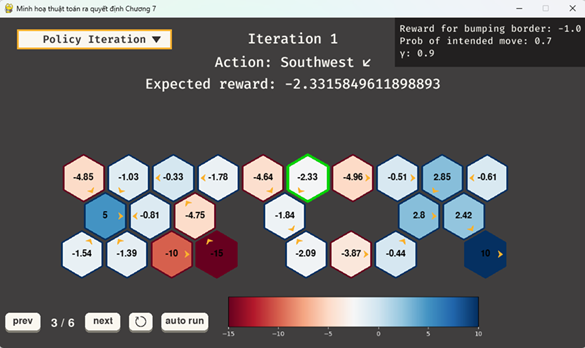 Minh hoạ thuật toán ra quyết định Chương 7
Policy Iteration ▼
Iteration 1
Action: Southwest ↙
Expected reward: -2.3315849611898893
Reward for bumping border: -1.0
Prob of intended move: 0.7
γ: 0.9
-4.85 -1.03 -0.33 -1.78 -4.64 -2.33 -4.96 -0.51 2.85 -0.61
5 -0.81 -4.75 -1.84 2.8 2.42
-1.54 -1.39 -10 -15 -2.09 -3.87 -0.44 10
prev 3 / 6 next auto run
-15 -10 -5 0 5 10